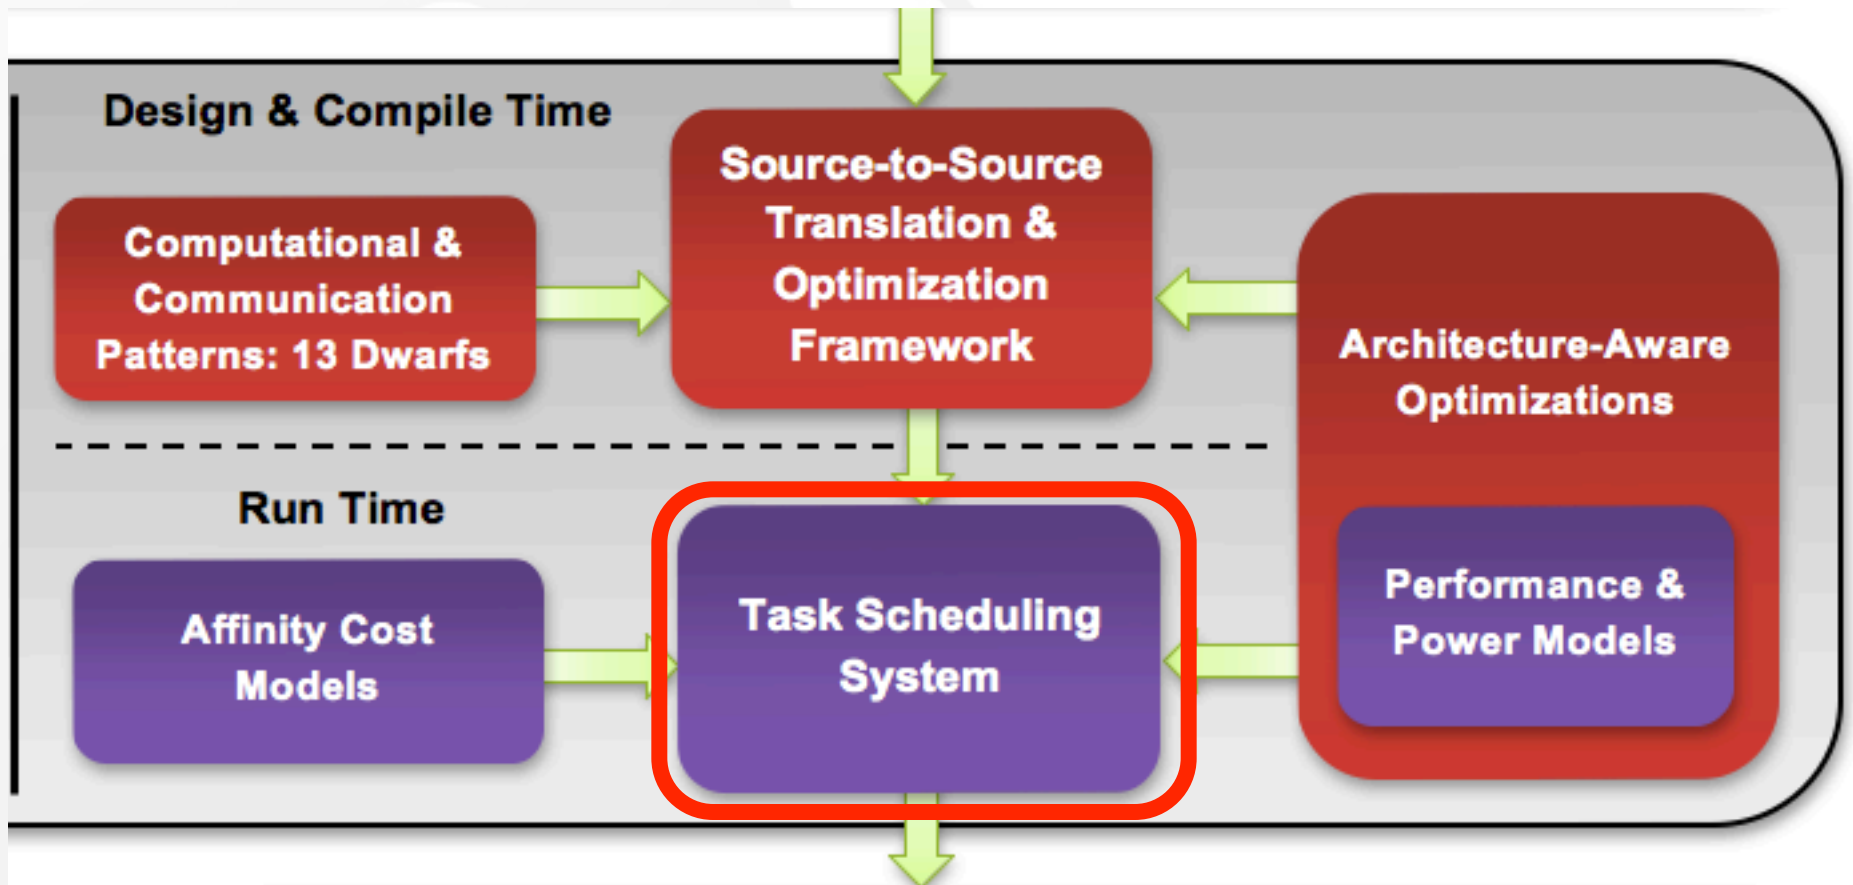 Design & Compile Time
Source-to-Source
Translation &
Optimization
Framework
Computational &
Communication
Patterns: 13 Dwarfs
Architecture-Aware
Optimizations
Run Time
Affinity Cost
Models
Task Scheduling
System
Performance &
Power Models